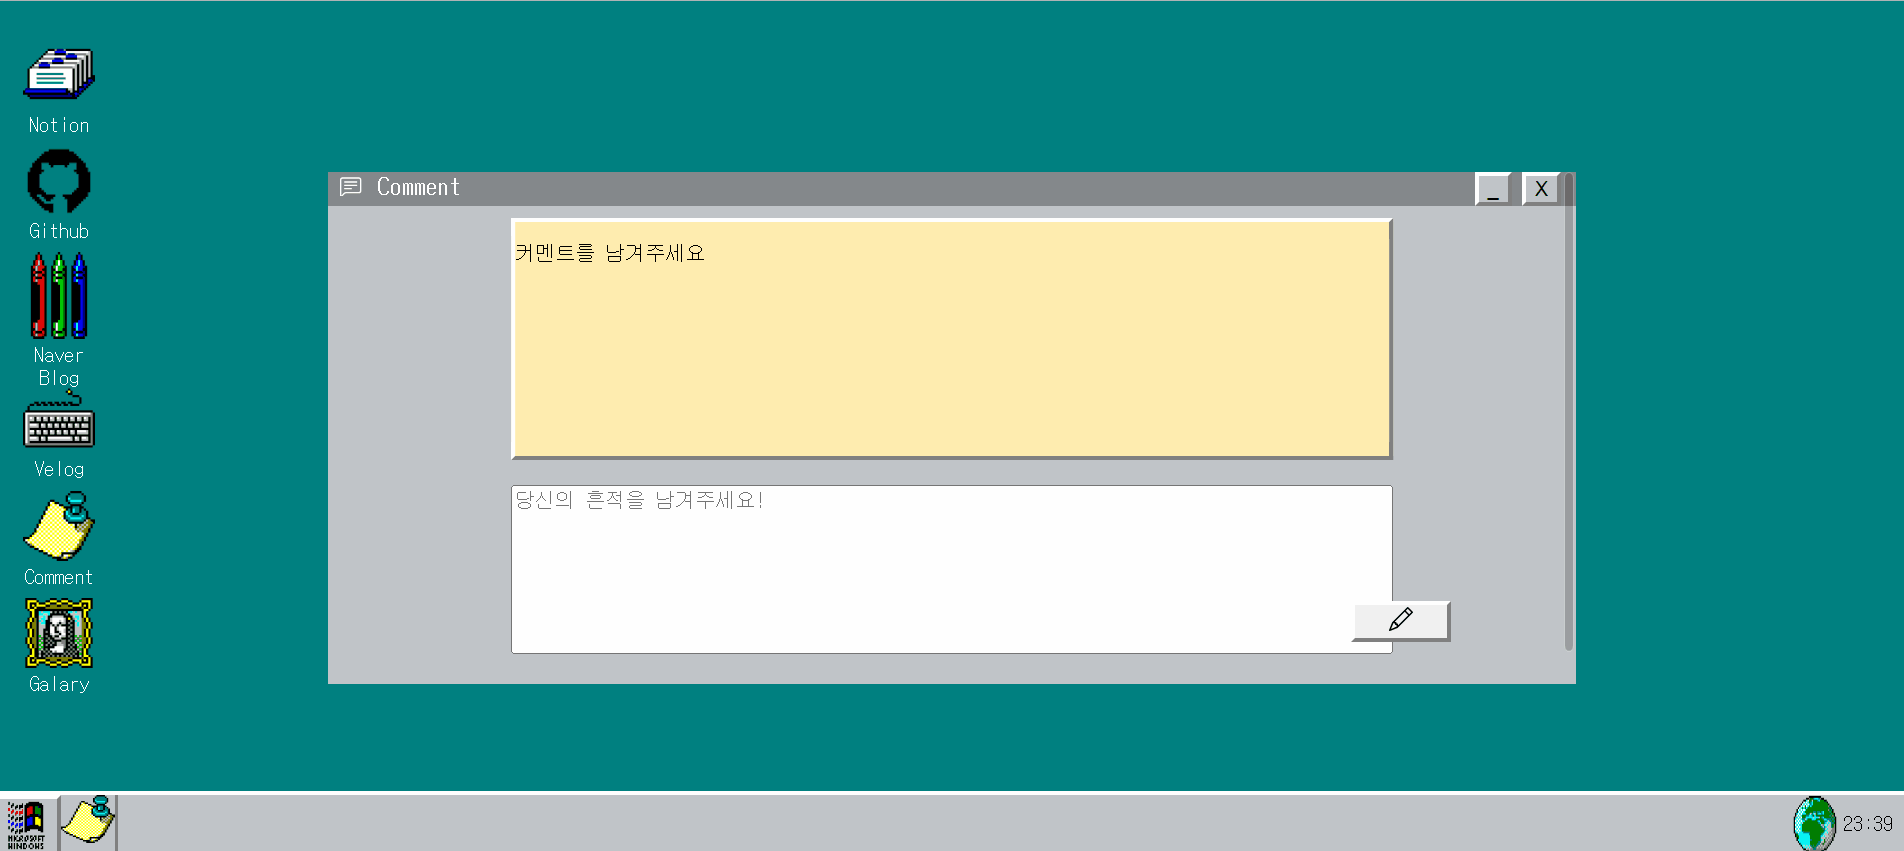 Notion
Github
Naver
Blog
Velog
Comment
Galary
Comment
_ X
커멘트를 남겨주세요
당신의 흔적을 남겨주세요!
MICROSOFT
WINDOWS
23:39